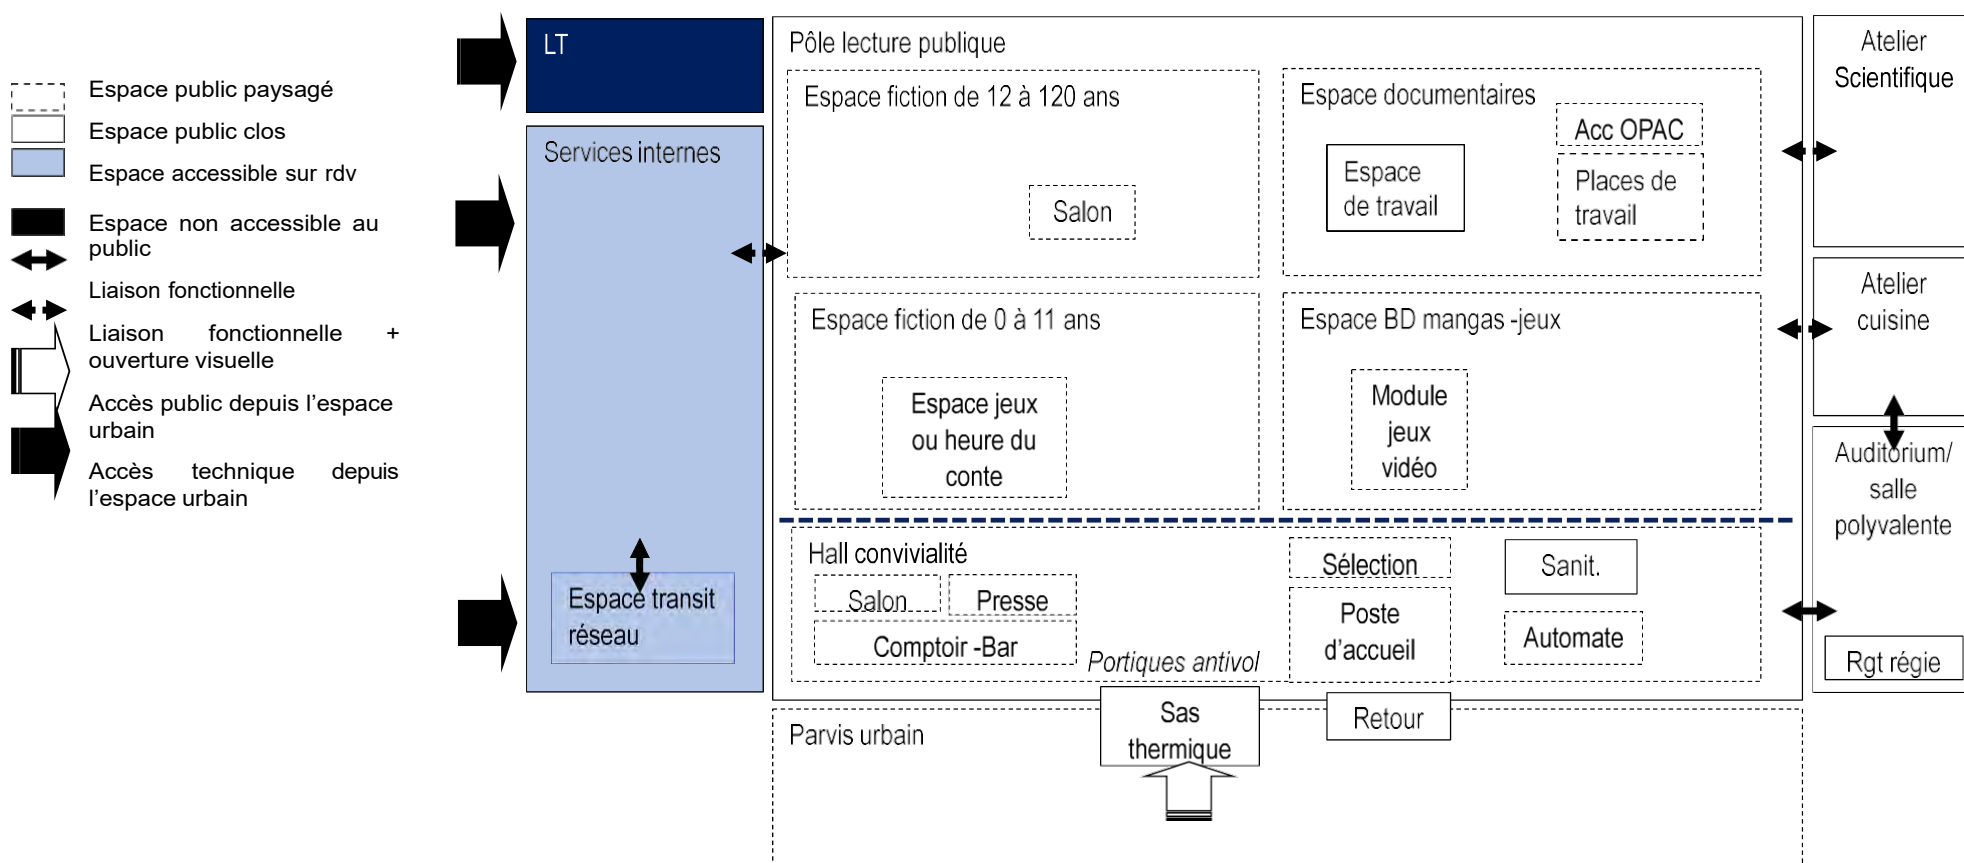 Espace public paysagé
Espace public clos
Espace accessible sur rdv
Espace non accessible au
public
Liaison fonctionnelle
Liaison fonctionnelle +
ouverture visuelle
Accès public depuis l'espace
urbain
Accès technique depuis
l'espace urbain
LT
Services internes
Espace transit
réseau
Pôle lecture publique
Espace fiction de 12 à 120 ans
Salon
Espace documentaires
Acc OPAC
Espace
de travail
Places de
travail
Espace fiction de 0 à 11 ans
Espace jeux
ou heure du
conte
Espace BD mangas -jeux
Module
jeux
vidéo
Hall convivialité
Salon
Presse
Comptoir -Bar
Portiques antivol
Sélection
Poste
d'accueil
Sanit.
Automate
Sas
thermique
Retour
Parvis urbain
Atelier
Scientifique
Atelier
cuisine
Auditorium/
salle
polyvalente
Rgt régie